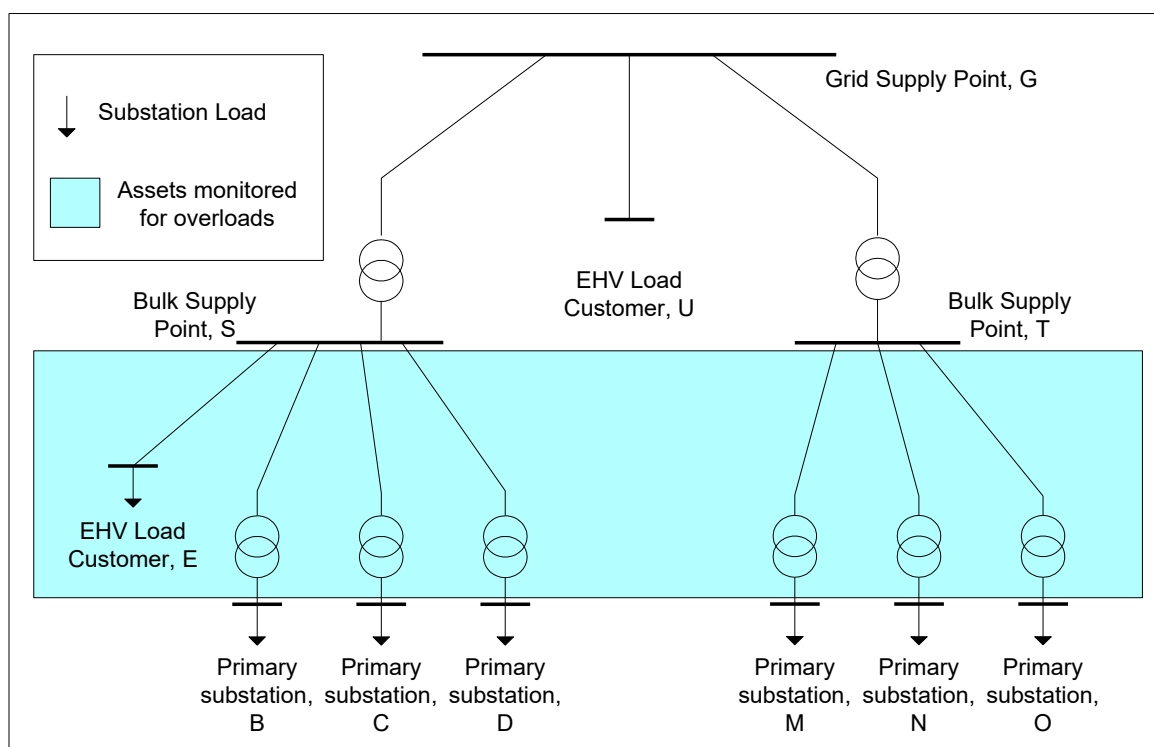 Grid Supply Point, G
Substation Load
Assets monitored
for overloads
EHV Load
Customer, U
Bulk Supply
Point, S
Bulk Supply
Point, T
EHV Load
Customer, E
Primary
substation,
B
Primary
substation,
C
Primary
substation,
D
Primary
substation,
M
Primary
substation,
N
Primary
substation,
O